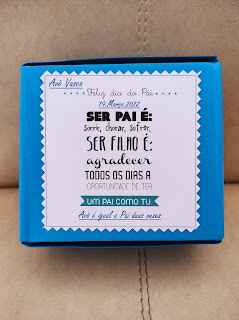 Avô Vasco
Feliz dia do Pai
19, Março, 2022
SER PAI É:
Sorrir, chorar, sofrer,
SER FILHO É:
agradecer
TODOS OS DIAS A
OPORTUNIDADE DE TER
UM PAI COMO TU.
Avô é igual a Pai duas vezes